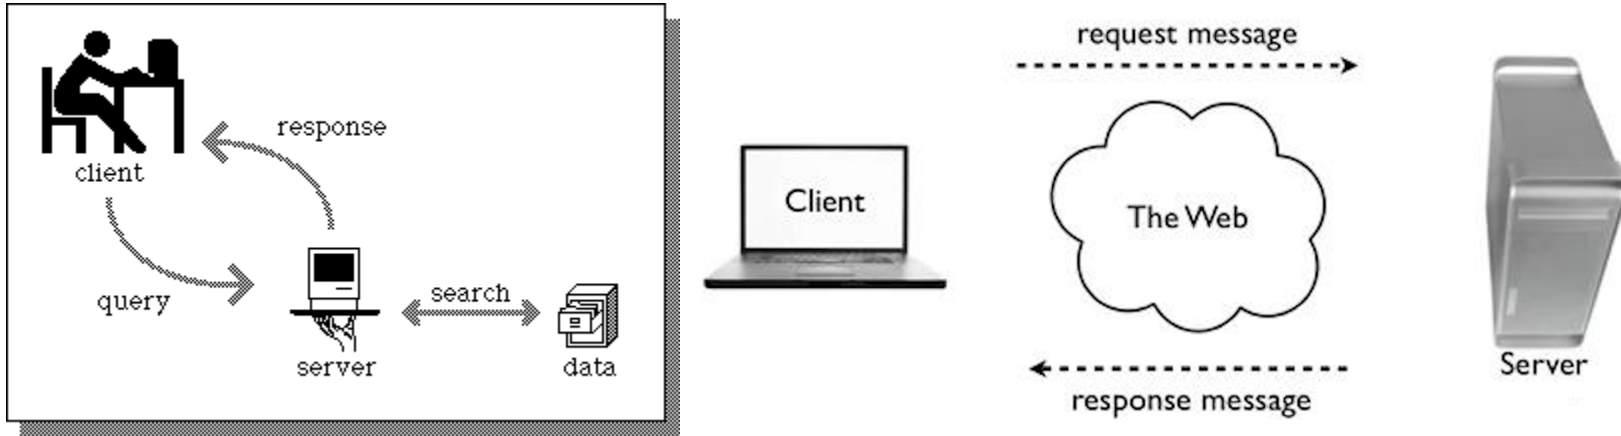 response
client
query
search
server
data
request message
Client
The Web
Server
response message